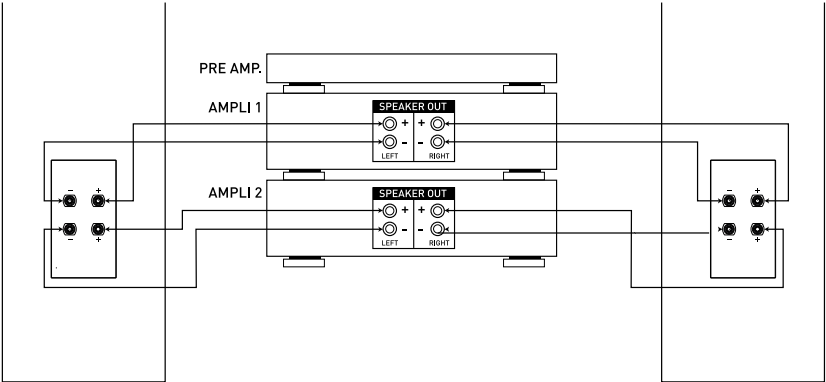 PRE AMP.
AMPLI 1
SPEAKER OUT
+ +
- -
LEFT RIGHT
AMPLI 2
SPEAKER OUT
+ +
- -
LEFT RIGHT
- +
- +
- +
- +